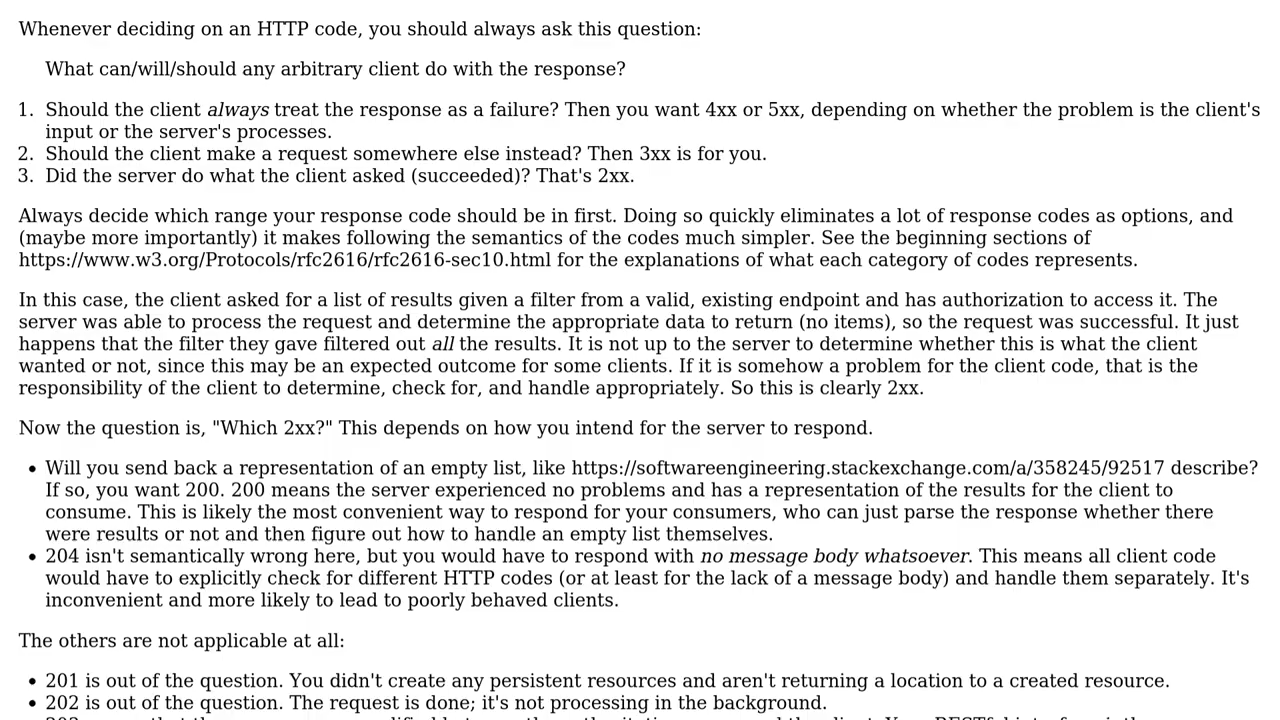 Whenever deciding on an HTTP code, you should always ask this question:
What can/will/should any arbitrary client do with the response?
1. Should the client always treat the response as a failure? Then you want 4xx or 5xx, depending on whether the problem is the client's
input or the server's processes.
2. Should the client make a request somewhere else instead? Then 3xx is for you.
3. Did the server do what the client asked (succeeded)? That's 2xx.
Always decide which range your response code should be in first. Doing so quickly eliminates a lot of response codes as options, and
(maybe more importantly) it makes following the semantics of the codes much simpler. See the beginning sections of
https://www.w3.org/Protocols/rfc2616/rfc2616-sec10.html for the explanations of what each category of codes represents.
In this case, the client asked for a list of results given a filter from a valid, existing endpoint and has authorization to access it. The
server was able to process the request and determine the appropriate data to return (no items), so the request was successful. It just
happens that the filter they gave filtered out all the results. It is not up to the server to determine whether this is what the client
wanted or not, since this may be an expected outcome for some clients. If it is somehow a problem for the client code, that is the
responsibility of the client to determine, check for, and handle appropriately. So this is clearly 2xx.
Now the question is, "Which 2xx?" This depends on how you intend for the server to respond.
• Will you send back a representation of an empty list, like https://softwareengineering.stackexchange.com/a/358245/92517 describe?
If so, you want 200. 200 means the server experienced no problems and has a representation of the results for the client to
consume. This is likely the most convenient way to respond for your consumers, who can just parse the response whether there
were results or not and then figure out how to handle an empty list themselves.
• 204 isn't semantically wrong here, but you would have to respond with no message body whatsoever. This means all client code
would have to explicitly check for different HTTP codes (or at least for the lack of a message body) and handle them separately. It's
inconvenient and more likely to lead to poorly behaved clients.
The others are not applicable at all:
• 201 is out of the question. You didn't create any persistent resources and aren't returning a location to a created resource.
• 202 is out of the question. The request is done; it's not processing in the background.